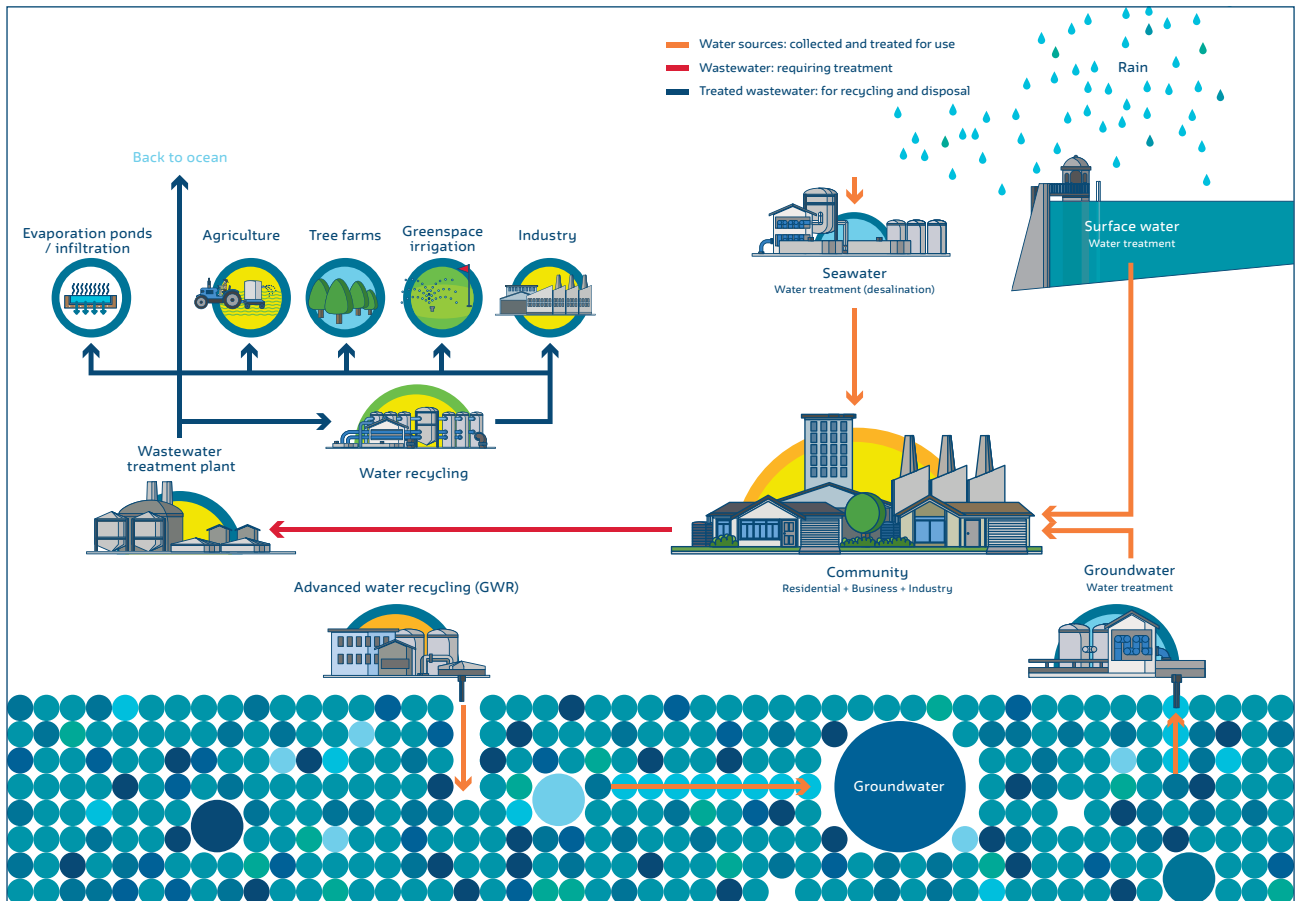 Water sources: collected and treated for use
Wastewater: requiring treatment
Treated wastewater: for recycling and disposal
Rain
Back to ocean
Evaporation ponds
/ infiltration
Agriculture
Tree farms
Greenspace
irrigation
Industry
Seawater
Water treatment (desalination)
Surface water
Water treatment
Wastewater
treatment plant
Water recycling
Community
Residential + Business + Industry
Groundwater
Water treatment
Advanced water recycling (GWR)
Groundwater